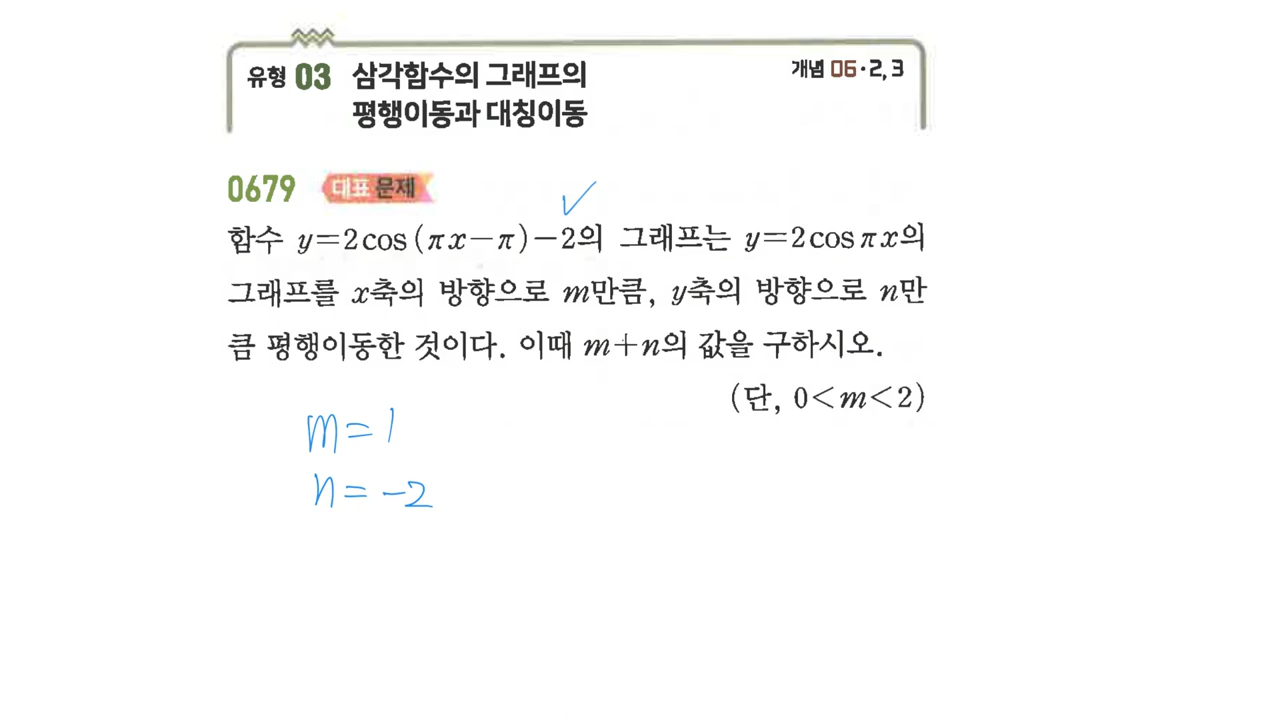 유형 03 삼각함수의 그래프의
평행이동과 대칭이동
개념 06·2, 3
0679 대표 문제
함수 y=2cos(πx-π)-2의 그래프는 y=2cosπx의
그래프를 x축의 방향으로 m만큼, y축의 방향으로 n만
큼 평행이동한 것이다. 이때 m+n의 값을 구하시오.
(단, 0<m<2)
m=1
n=-2